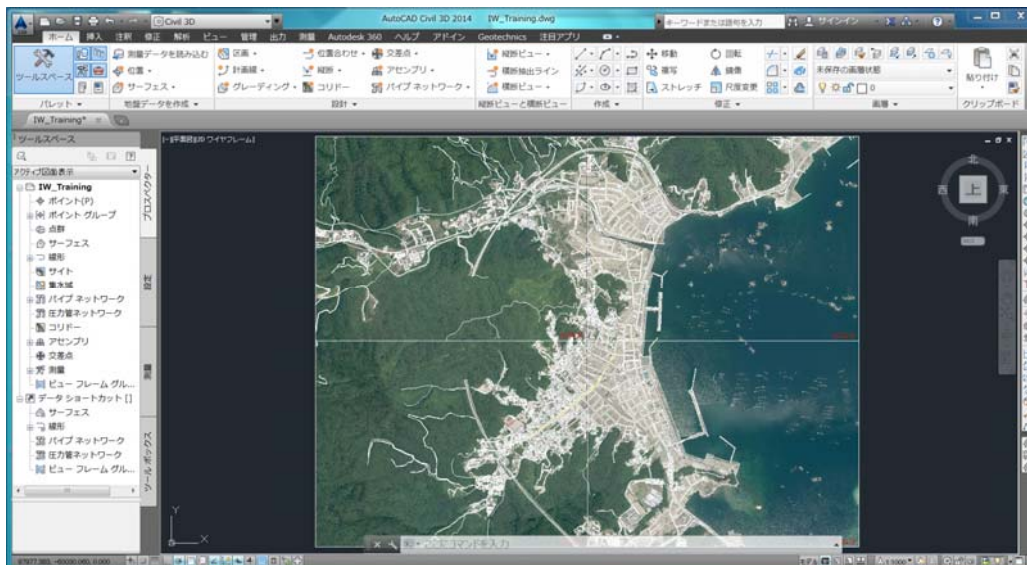 Civil 3D
AutoCAD Civil 3D 2014 IW_Training.dwg
キーワードまたは語句を入力
サインイン
ホーム 挿入 注釈 修正 解析 ビュー 管理 出力 測量 Autodesk 360 ヘルプ アドイン Geotechnics 注目アプリ
ツールスペース
測量データを読み込む
位置
サーフェス
区画
計画線
グレーディング
位置合わせ
縦断
コリドー
交差点
アセンブリ
パイプ ネットワーク
縦断ビュー
横断抽出ライン
横断ビュー
移動
複写
ストレッチ
回転
鏡像
尺度変更
未保存の画層状態
0
貼り付け
パレット
地盤データを作成
設計
縦断ビューと横断ビュー
作成
修正
画層
クリップボード
IW_Training*
ツールスペース
アクティブ図面表示
IW_Training
ポイント(P)
ポイント グループ
点群
サーフェス
線形
サイト
集水域
パイプ ネットワーク
圧力管ネットワーク
コリドー
アセンブリ
交差点
測量
ビュー フレーム グル...
データ ショートカット []
サーフェス
線形
パイプ ネットワーク
圧力管ネットワーク
ビュー フレーム グル...
プロスペクター
設定
測量
ツールボックス
[-][平面図][2D ワイヤフレーム]
北
西
上
東
南
Y
X
ここにコマンドを入力
モデル